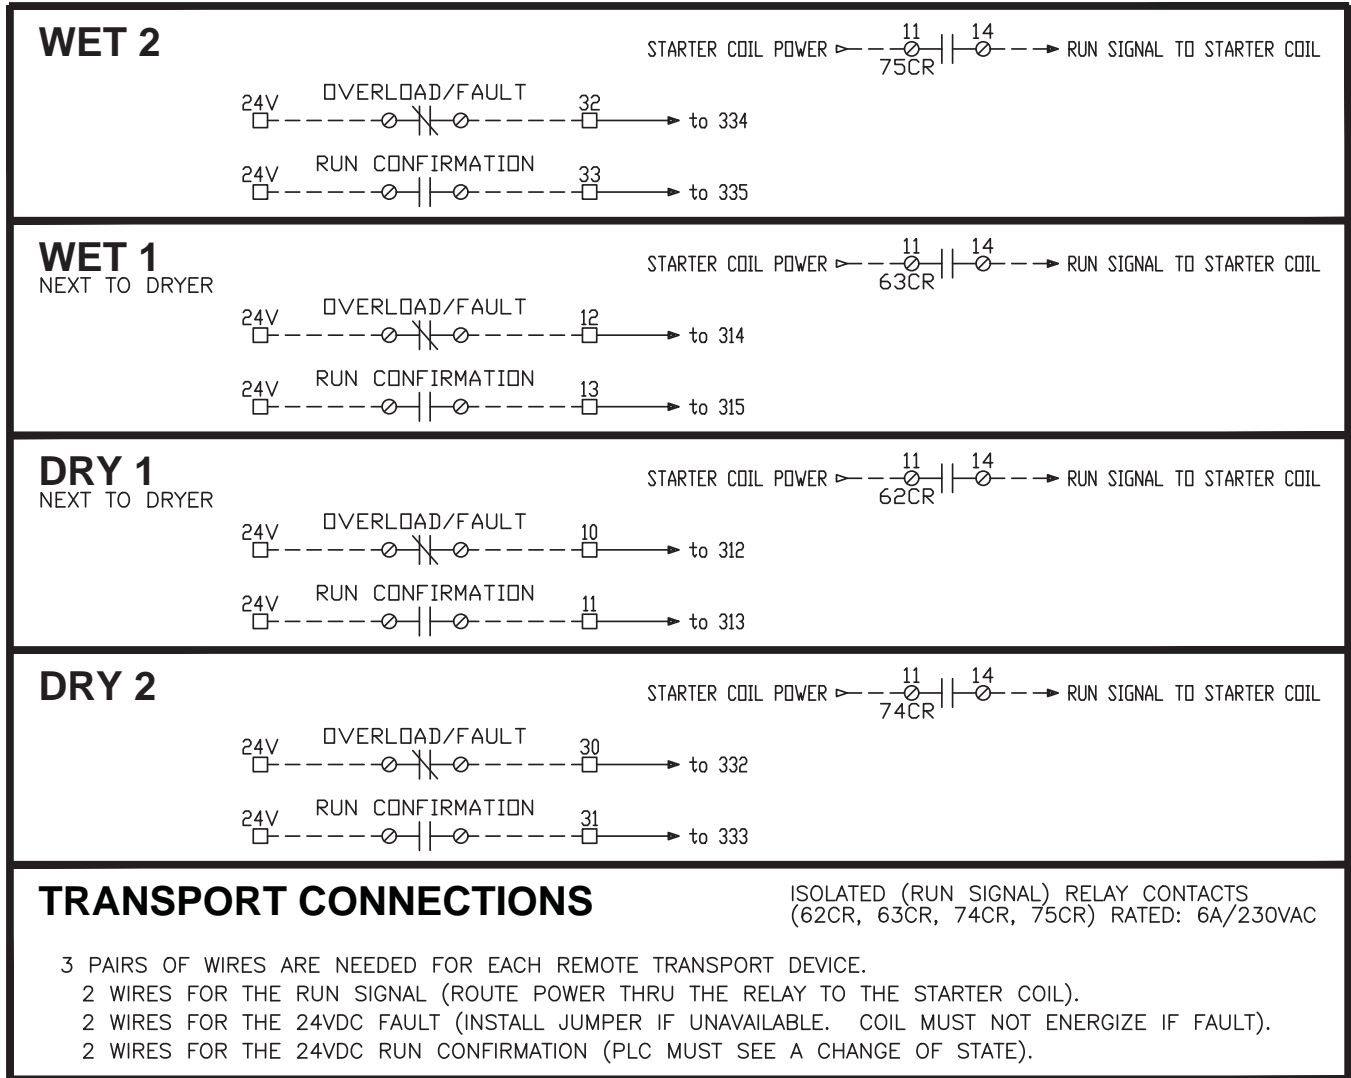 WET 2
STARTER COIL POWER 11 14 RUN SIGNAL TO STARTER COIL
75CR
OVERLOAD/FAULT
24V 32 to 334
RUN CONFIRMATION
24V 33 to 335
WET 1
NEXT TO DRYER
STARTER COIL POWER 11 14 RUN SIGNAL TO STARTER COIL
63CR
OVERLOAD/FAULT
24V 12 to 314
RUN CONFIRMATION
24V 13 to 315
DRY 1
NEXT TO DRYER
STARTER COIL POWER 11 14 RUN SIGNAL TO STARTER COIL
62CR
OVERLOAD/FAULT
24V 10 to 312
RUN CONFIRMATION
24V 11 to 313
DRY 2
STARTER COIL POWER 11 14 RUN SIGNAL TO STARTER COIL
74CR
OVERLOAD/FAULT
24V 30 to 332
RUN CONFIRMATION
24V 31 to 333
TRANSPORT CONNECTIONS
ISOLATED (RUN SIGNAL) RELAY CONTACTS
(62CR, 63CR, 74CR, 75CR) RATED: 6A/230VAC
3 PAIRS OF WIRES ARE NEEDED FOR EACH REMOTE TRANSPORT DEVICE.
2 WIRES FOR THE RUN SIGNAL (ROUTE POWER THRU THE RELAY TO THE STARTER COIL).
2 WIRES FOR THE 24VDC FAULT (INSTALL JUMPER IF UNAVAILABLE. COIL MUST NOT ENERGIZE IF FAULT).
2 WIRES FOR THE 24VDC RUN CONFIRMATION (PLC MUST SEE A CHANGE OF STATE).